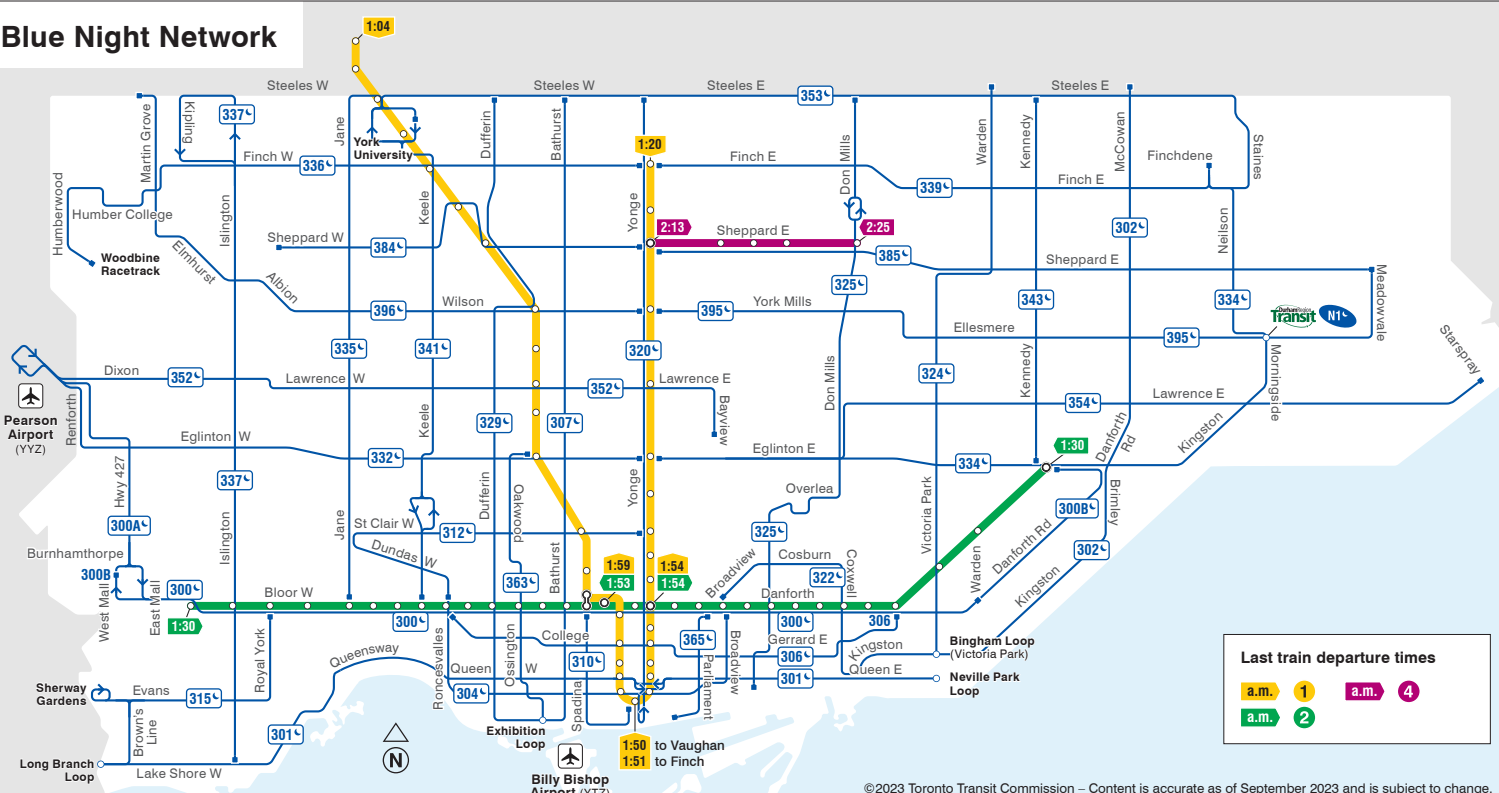 Blue Night Network
1:04
Steeles W
Steeles W
Steeles E
353
Steeles E
337
Martin Grove
Kipling
Jane
York
University
Dufferin
Bathurst
1:20
Don Mills
Warden
Kennedy
McCowan
Staines
Finch W
336
Finch E
Finchdene
339
Finch E
Humberwood
Humber College
Islington
Keele
Yonge
2:13
Sheppard E
2:25
302
Neilson
Sheppard W
384
385
Sheppard E
Woodbine
Racetrack
Elmhurst
Albion
Meadowvale
325
396
Wilson
395
York Mills
343
334
DurhamRegion
Transit
N1
Ellesmere
395
Starspray
335
341
320
Morningside
Dixon
352
Lawrence W
352
Lawrence E
324
Kennedy
Don Mills
354
Lawrence E
Pearson
Airport
(YYZ)
Renforth
Keele
329
307
Bayview
Danforth
Rd
Kingston
Eglinton W
332
Eglinton E
334
1:30
Hwy 427
337
Dufferin
Oakwood
Yonge
Overlea
Victoria Park
Brimley
300A
Islington
Jane
St Clair W
312
Bathurst
325
300B
Danforth Rd
302
Burnhamthorpe
Dundas W
1:59
1:53
1:54
1:54
Broadview
Cosburn
Coxwell
Warden
Kingston
300B
300
363
322
West Mall
East Mall
Bloor W
Danforth
1:30
300
300
306
Royal York
College
365
Gerrard E
306
Kingston
Bingham Loop
(Victoria Park)
Queensway
Roncesvalles
Queen
W
Ossington
310
Parliament
Broadview
Queen E
301
Neville Park
Loop
Sherway
Gardens
Evans
315
304
Spadina
Brown's
Line
301
Exhibition
Loop
N
Long Branch
Loop
Lake Shore W
1:50 to Vaughan
1:51 to Finch
Billy Bishop
Airport (YTZ)
Last train departure times
a.m. 1
a.m. 4
a.m. 2
©2023 Toronto Transit Commission – Content is accurate as of September 2023 and is subject to change.